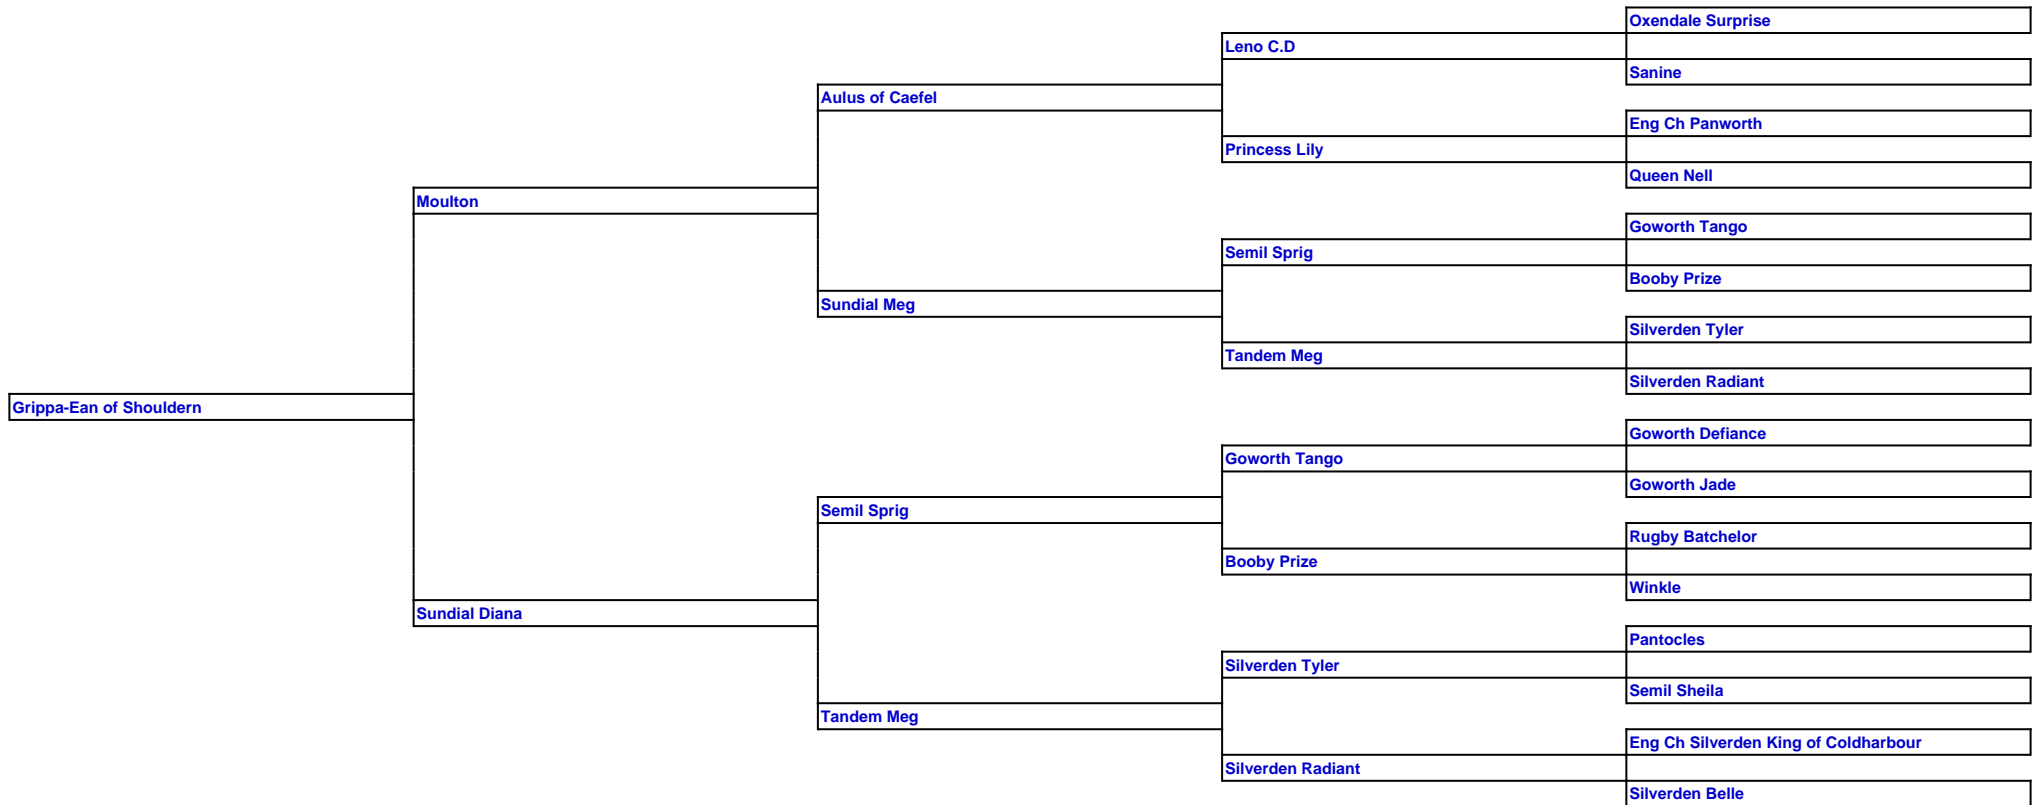 Oxendale Surprise
Leno C.D
Sanine
Aulus of Caefel
Eng Ch Panworth
Princess Lily
Queen Nell
Moulton
Goworth Tango
Semil Sprig
Booby Prize
Sundial Meg
Silverden Tyler
Tandem Meg
Silverden Radiant
Grippa-Ean of Shouldern
Goworth Defiance
Goworth Tango
Goworth Jade
Semil Sprig
Rugby Batchelor
Booby Prize
Winkle
Sundial Diana
Pantocles
Silverden Tyler
Semil Sheila
Tandem Meg
Eng Ch Silverden King of Coldharbour
Silverden Radiant
Silverden Belle